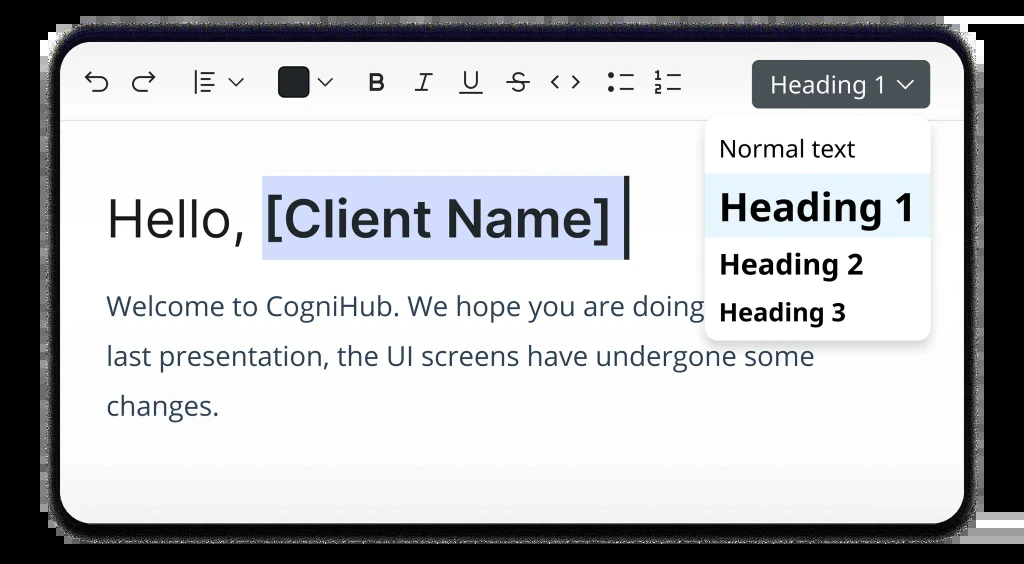 B I U S < >
Heading 1
Normal text
Heading 1
Heading 2
Heading 3
Hello, [Client Name]
Welcome to CogniHub. We hope you are doing
last presentation, the UI screens have undergone some
changes.